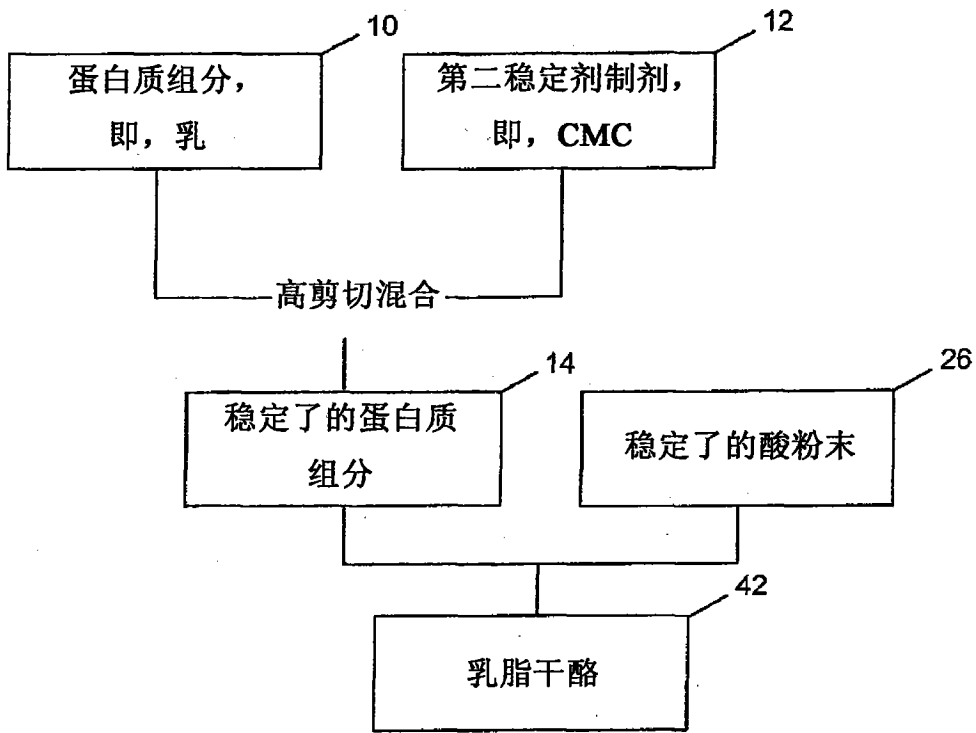 10
蛋白质组分，
即，乳
12
第二稳定剂制剂，
即，CMC
高剪切混合
14
稳定了的蛋白质
组分
26
稳定了的酸粉末
42
乳脂干酪